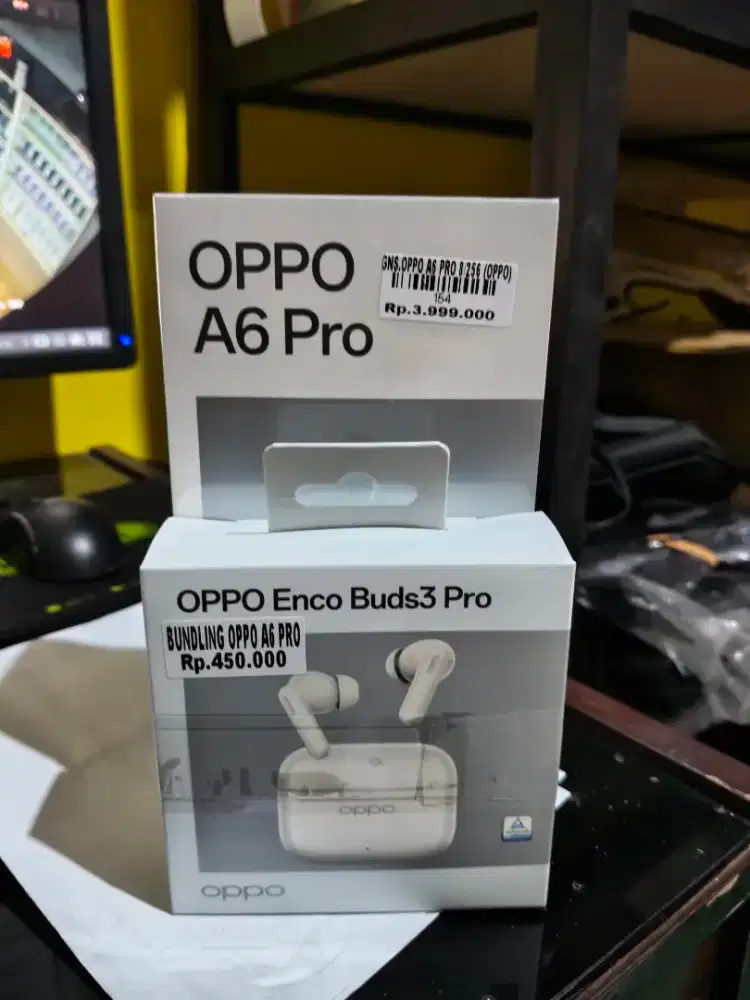 OPPO
A6 Pro
GNS.OPPO A6 PRO 8/256 (OPPO)
154
Rp.3.999.000
OPPO Enco Buds3 Pro
BUNDLING OPPO A6 PRO
Rp.450.000
oppo
oppo